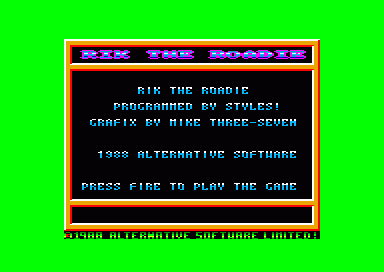 RIK THE ROADIE
RIK THE ROADIE
PROGRAMMED BY STYLES!
GRAFIX BY MIKE THREE-SEVEN
1988 ALTERNATIVE SOFTWARE
PRESS FIRE TO PLAY THE GAME
©1988 ALTERNATIVE SOFTWARE LIMITED!